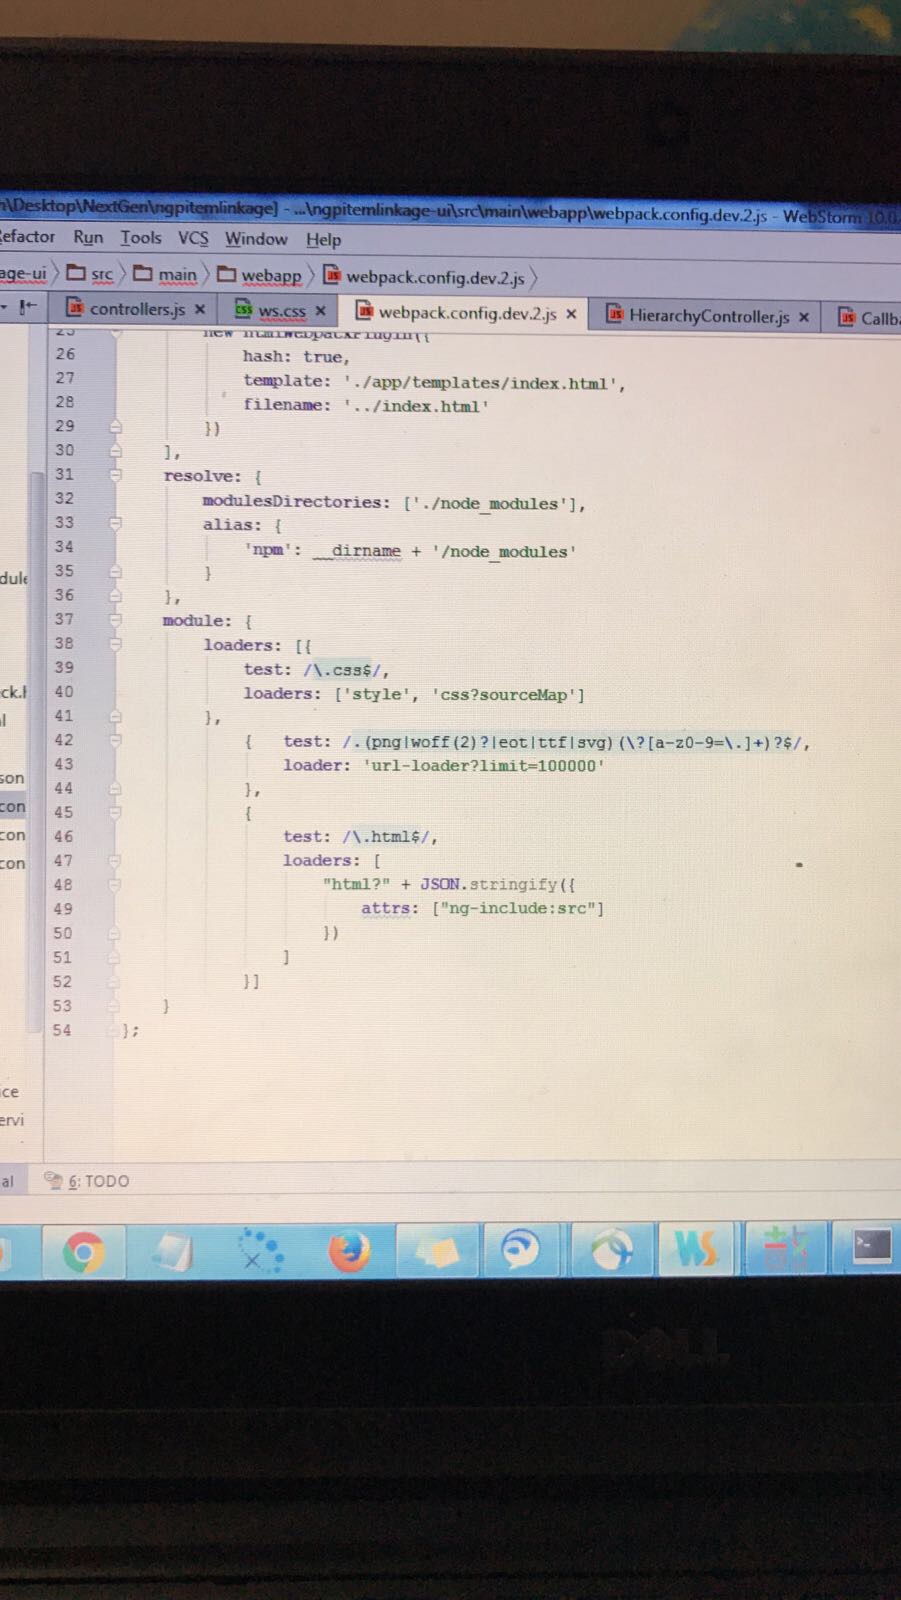 \Desktop\NextGen\ngpitemlinkage] - ...\ngpitemlinkage-ui\src\main\webapp\webpack.config.dev.2.js - WebStorm 10.0
Refactor Run Tools VCS Window Help
age-ui src main webapp webpack.config.dev.2.js
controllers.js × ws.css × webpack.config.dev.2.js × HierarchyController.js × Callba
25 new HtmlWebpackPlugin({
26 hash: true,
27 template: './app/templates/index.html',
28 filename: '../index.html'
29 })
30 ],
31 resolve: {
32 modulesDirectories: ['./node_modules'],
33 alias: {
34 'npm': __dirname + '/node_modules'
35 }
36 },
37 module: {
38 loaders: [{
39 test: /\.css$/,
40 loaders: ['style', 'css?sourceMap']
41 },
42 { test: /.(png|woff(2)?|eot|ttf|svg)(\?[a-z0-9=\.]+)?$/,
43 loader: 'url-loader?limit=100000'
44 },
45 {
46 test: /\.html$/,
47 loaders: [
48 "html?" + JSON.stringify({
49 attrs: ["ng-include:src"]
50 })
51 ]
52 }]
53 }
54 };
dule
ck.
l
son
con
con
con
ice
ervi
al 6: TODO
WS
DELL